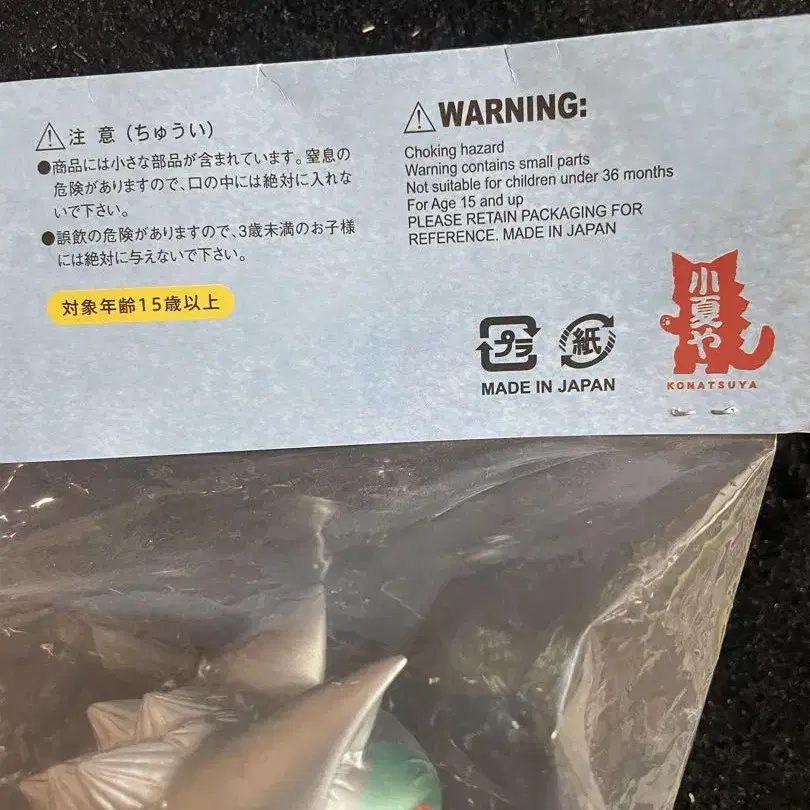 注意(ちゅうい)
●商品には小さな部品が含まれています。窒息の
危険がありますので、口の中には絶対に入れな
いで下さい。
●誤飲の危険がありますので、3歳未満のお子様
には絶対に与えないで下さい。
対象年齢15歳以上
WARNING:
Choking hazard
Warning contains small parts
Not suitable for children under 36 months
For Age 15 and up
PLEASE RETAIN PACKAGING FOR
REFERENCE. MADE IN JAPAN
プラ
紙
MADE IN JAPAN
小夏や
KONATSUYA